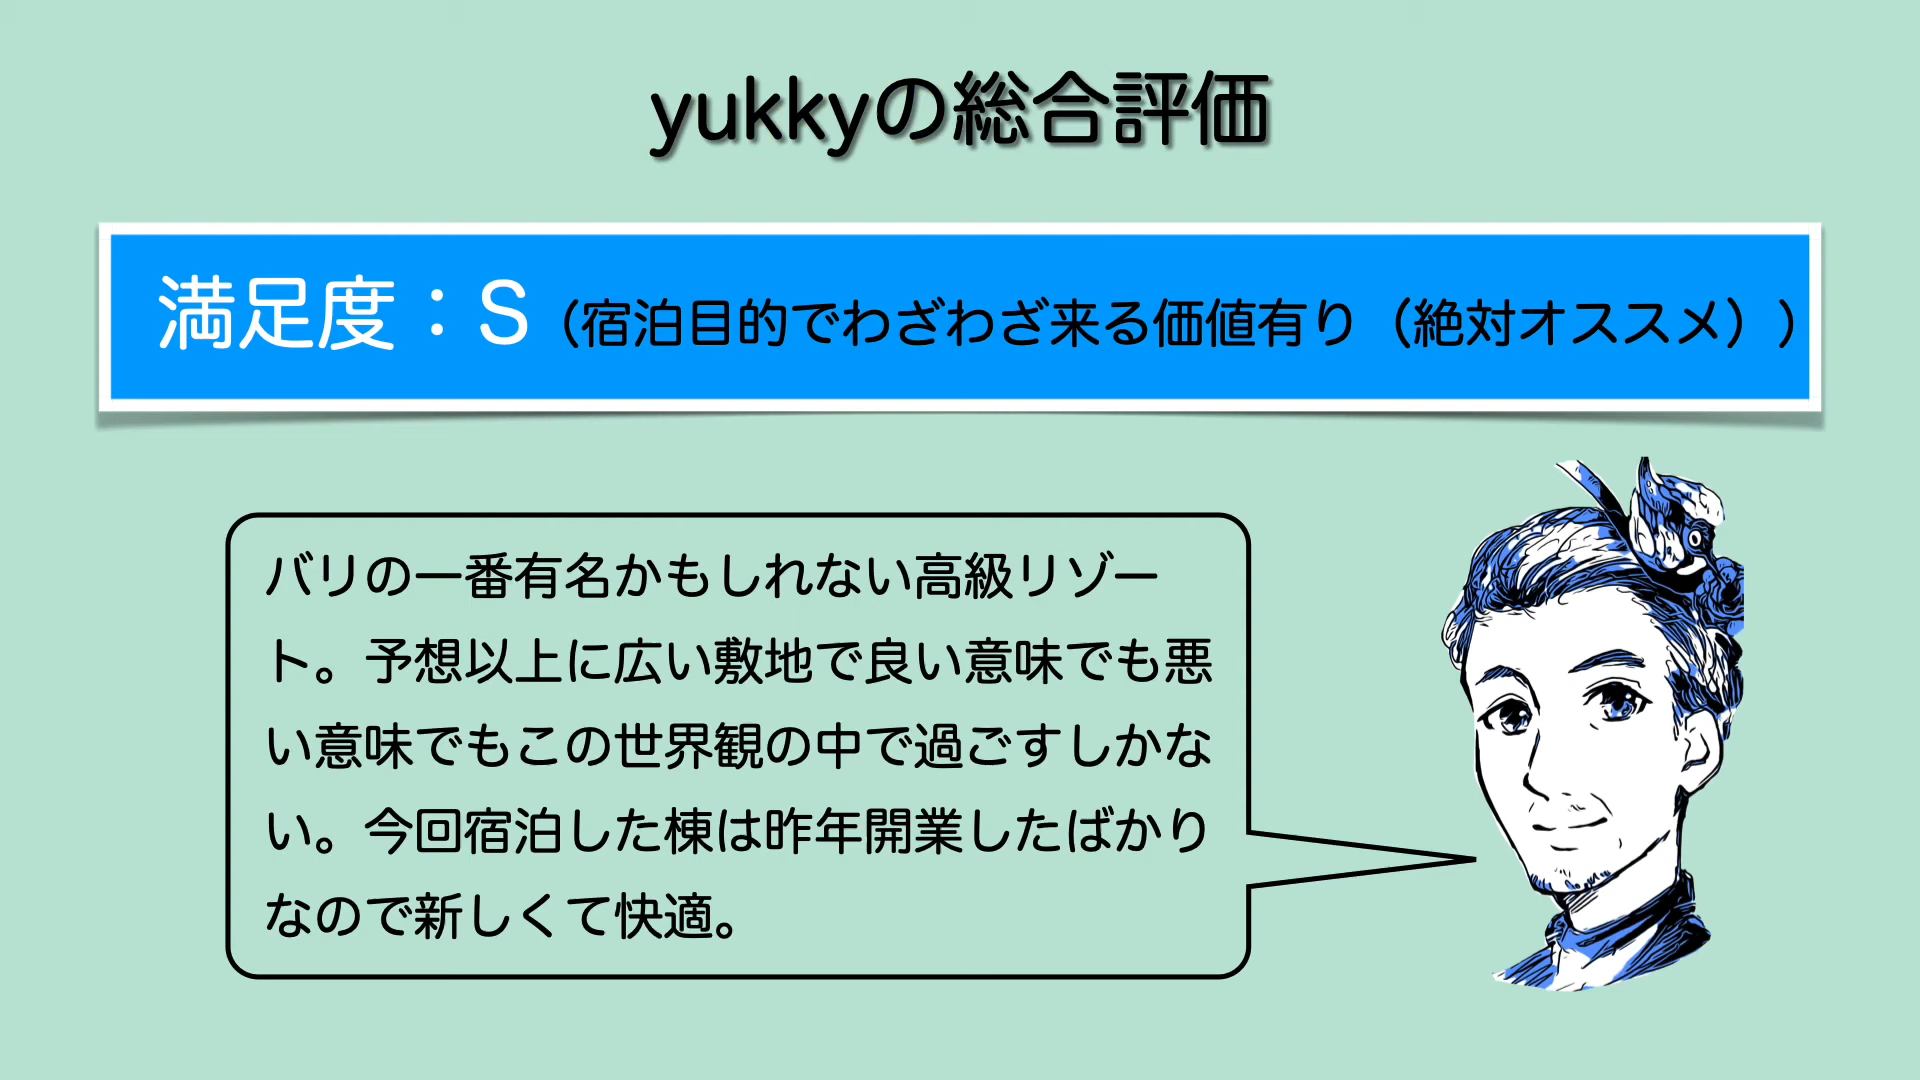 yukkyの総合評価
満足度：S（宿泊目的でわざわざ来る価値有り（絶対オススメ））
バリの一番有名かもしれない高級リゾー
ト。予想以上に広い敷地で良い意味でも悪
い意味でもこの世界観の中で過ごすしかな
い。今回宿泊した棟は昨年開業したばかり
なので新しくて快適。